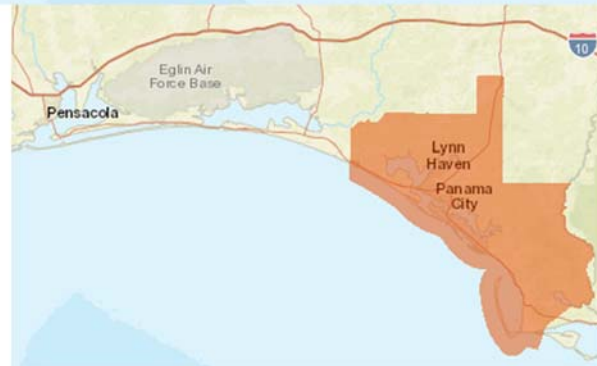 10
Eglin Air
Force Base
Pensacola
Lynn
Haven
Panama
City